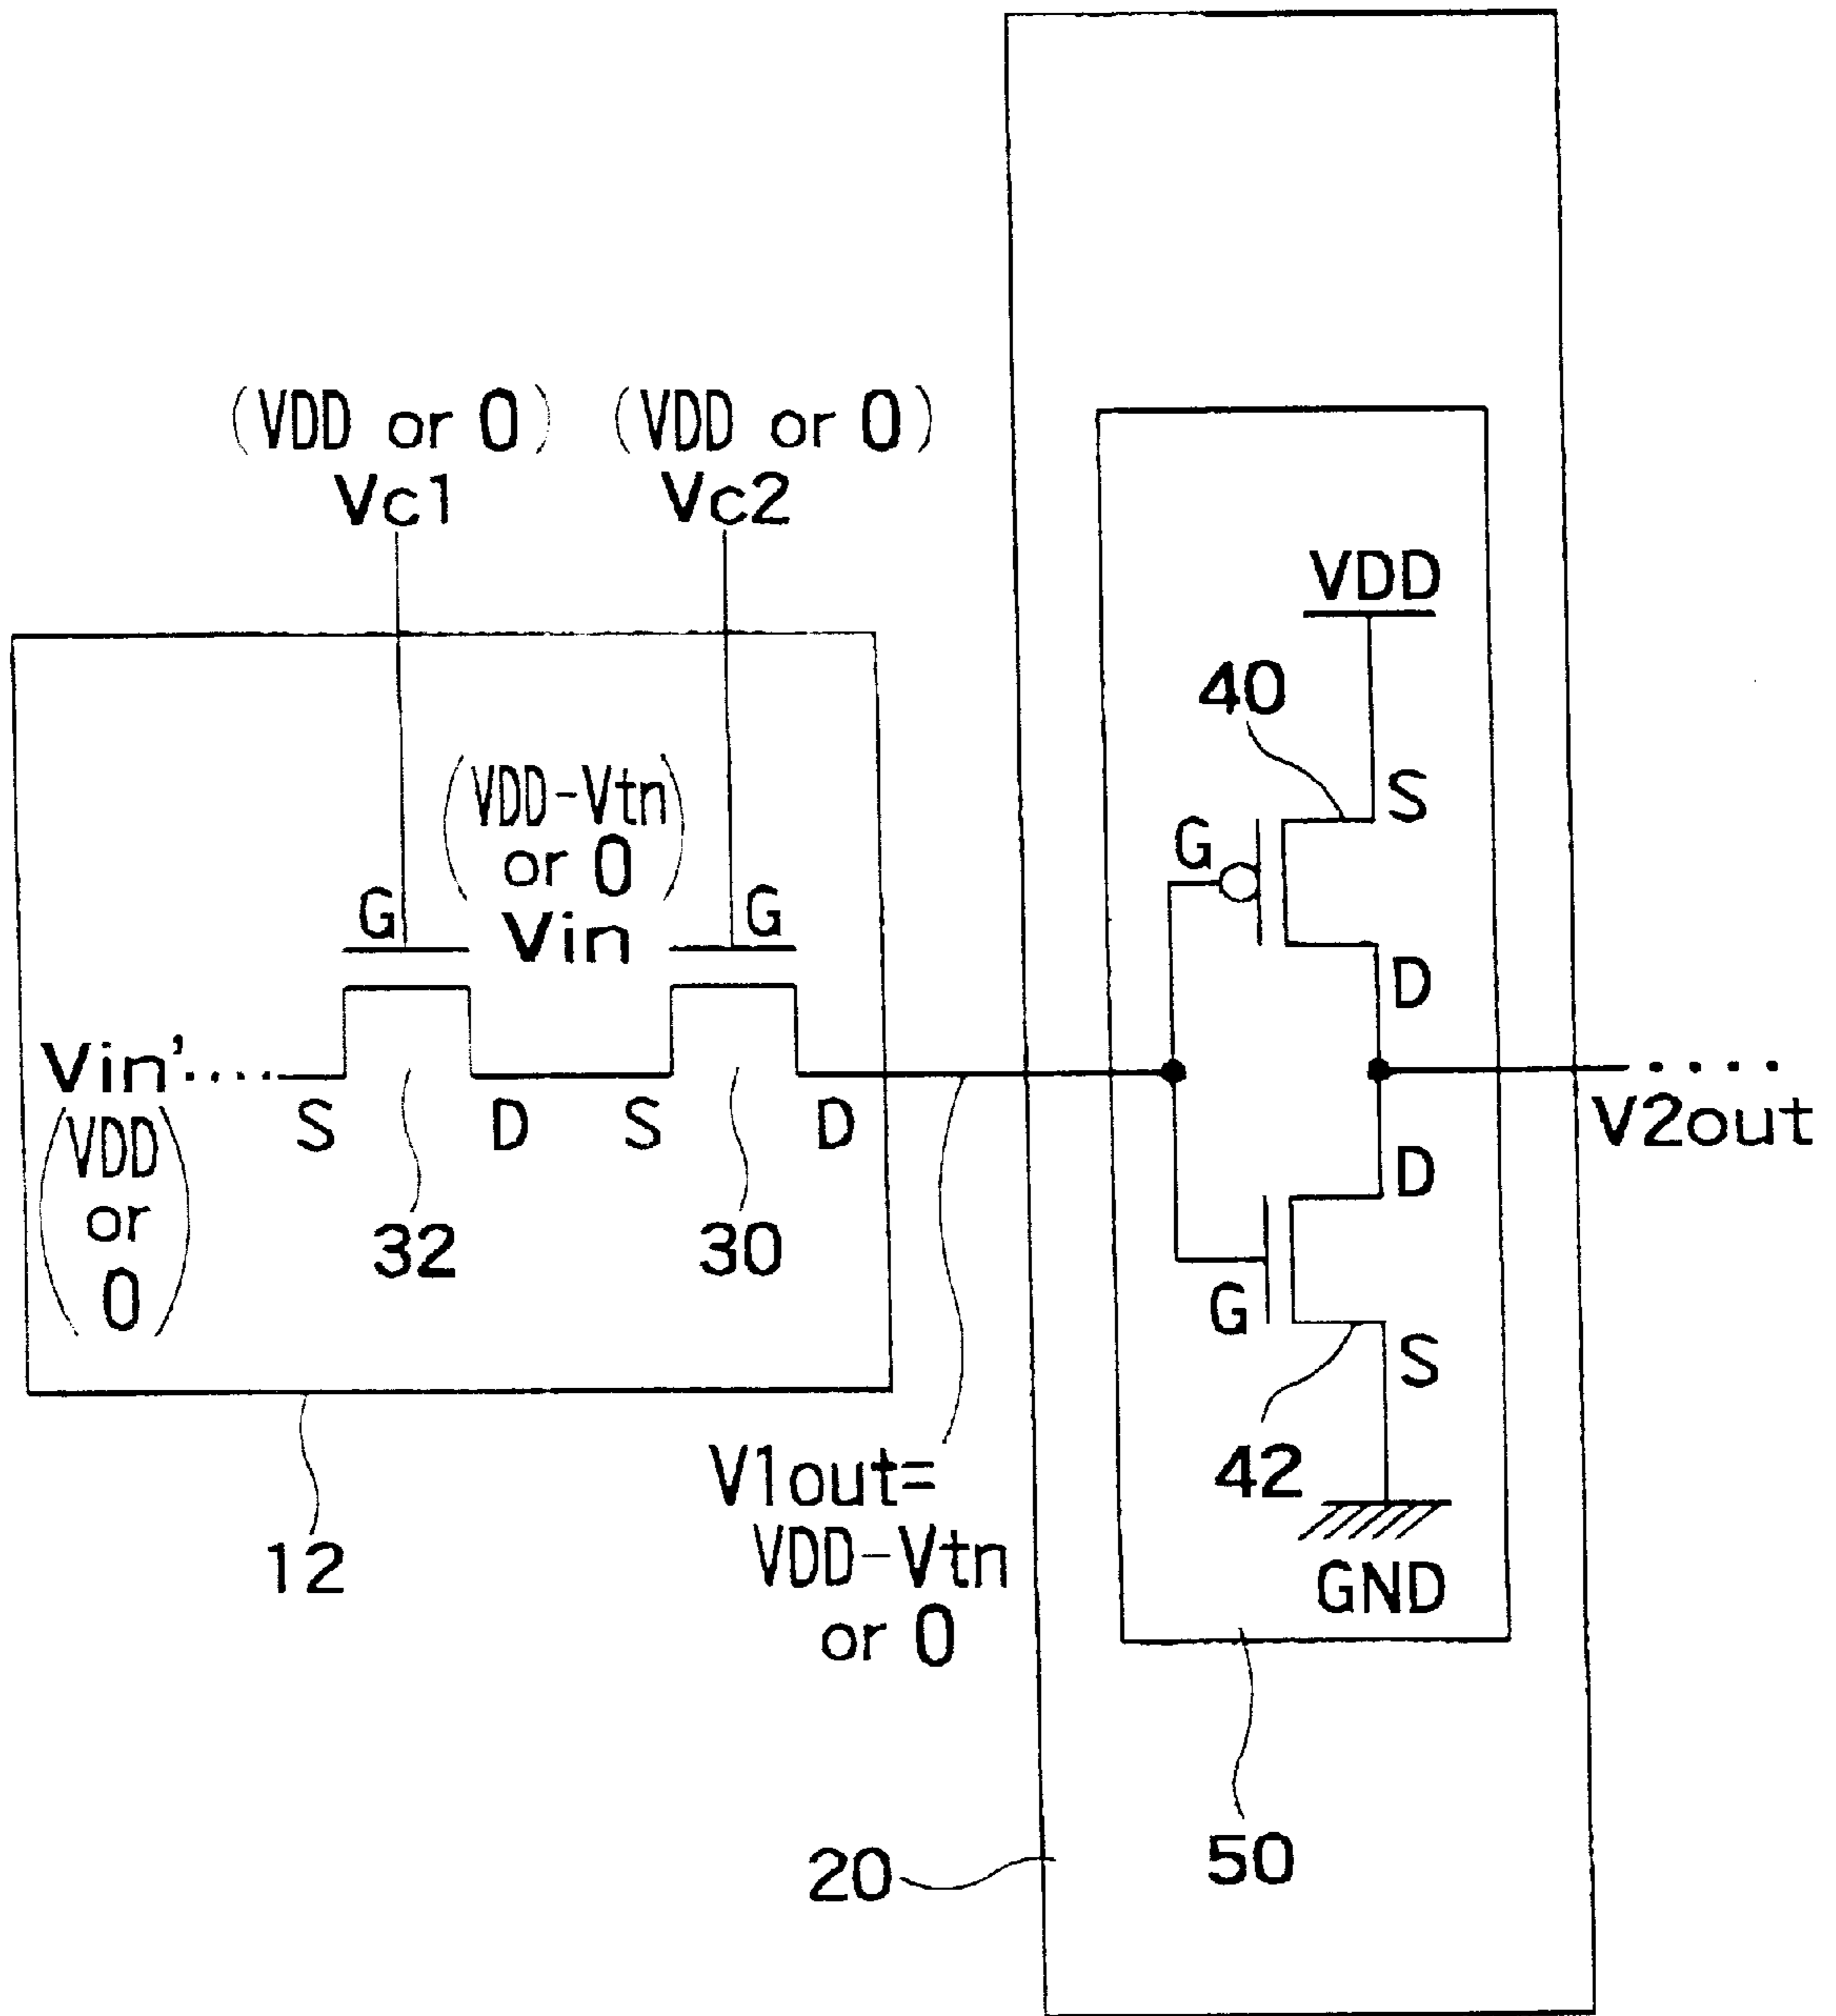 (VDD or 0) (VDD or 0)
Vc1 Vc2
VDD
40
S
(VDD-Vtn
or 0)
G
G G
Vin
D
Vin'
S D S D
V2out
(VDD
or
0)
D
32 30
G
S
V1out=
VDD-Vtn
or 0
42
12
GND
20
50